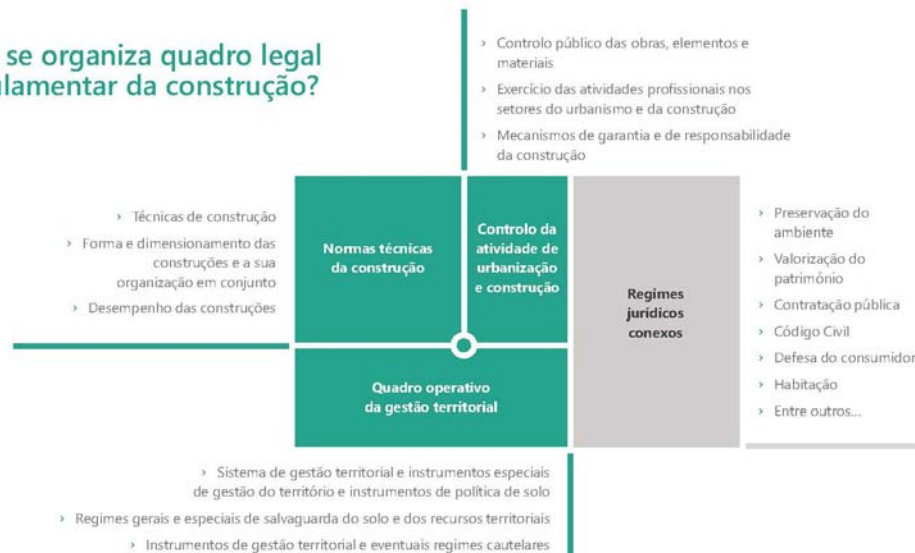 se organiza quadro legal
ulamentar da construção?
› Controlo público das obras, elementos e
materiais
› Exercício das atividades profissionais nos
setores do urbanismo e da construção
› Mecanismos de garantia e de responsabilidade
da construção
› Técnicas de construção
› Forma e dimensionamento das
construções e a sua
organização em conjunto
› Desempenho das construções
Normas técnicas
da construção
Controlo da
atividade de
urbanização
e construção
Regimes
jurídicos
conexos
› Preservação do
ambiente
› Valorização do
património
› Contratação pública
› Código Civil
› Defesa do consumidor
› Habitação
› Entre outros...
Quadro operativo
da gestão territorial
› Sistema de gestão territorial e instrumentos especiais
de gestão do território e instrumentos de política de solo
› Regimes gerais e especiais de salvaguarda do solo e dos recursos territoriais
› Instrumentos de gestão territorial e eventuais regimes cautelares